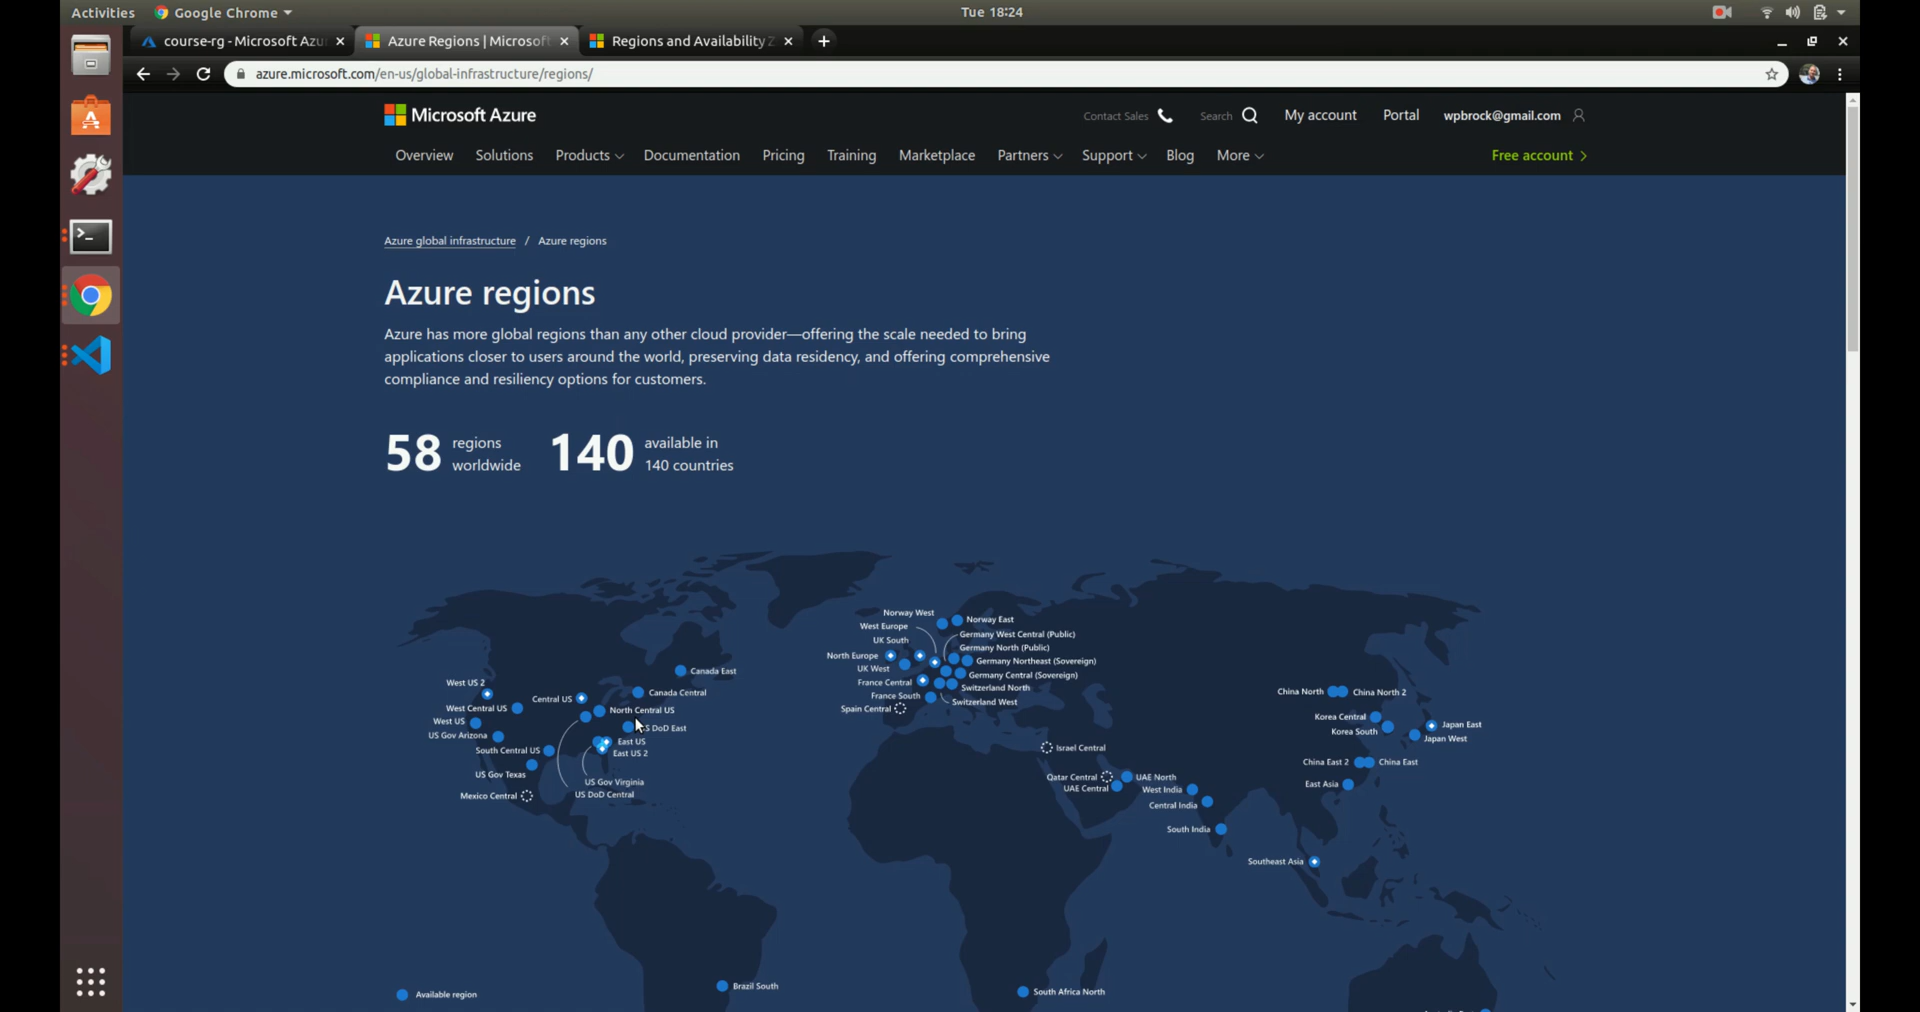 Activities
Google Chrome
Tue 18:24
course-rg - Microsoft Azur
Azure Regions | Microsoft
Regions and Availability Z
azure.microsoft.com/en-us/global-infrastructure/regions/
Microsoft Azure
Contact Sales
Search
My account
Portal
wpbrock@gmail.com
Overview
Solutions
Products
Documentation
Pricing
Training
Marketplace
Partners
Support
Blog
More
Free account
Azure global infrastructure / Azure regions
Azure regions
Azure has more global regions than any other cloud provider—offering the scale needed to bring
applications closer to users around the world, preserving data residency, and offering comprehensive
compliance and resiliency options for customers.
58 regions
worldwide
140 available in
140 countries
Norway West
Norway East
West Europe
Germany West Central (Public)
UK South
Germany North (Public)
North Europe
Germany Northeast (Sovereign)
UK West
Germany Central (Sovereign)
France Central
Switzerland North
France South
Switzerland West
Spain Central
Canada East
West US 2
Canada Central
Central US
West Central US
North Central US
West US
US Gov Arizona
S DoD East
East US
South Central US
East US 2
US Gov Texas
US Gov Virginia
Mexico Central
US DoD Central
China North
China North 2
Korea Central
Japan East
Korea South
Japan West
Israel Central
China East 2
China East
Qatar Central
UAE North
UAE Central
West India
East Asia
Central India
South India
Southeast Asia
Brazil South
South Africa North
Available region